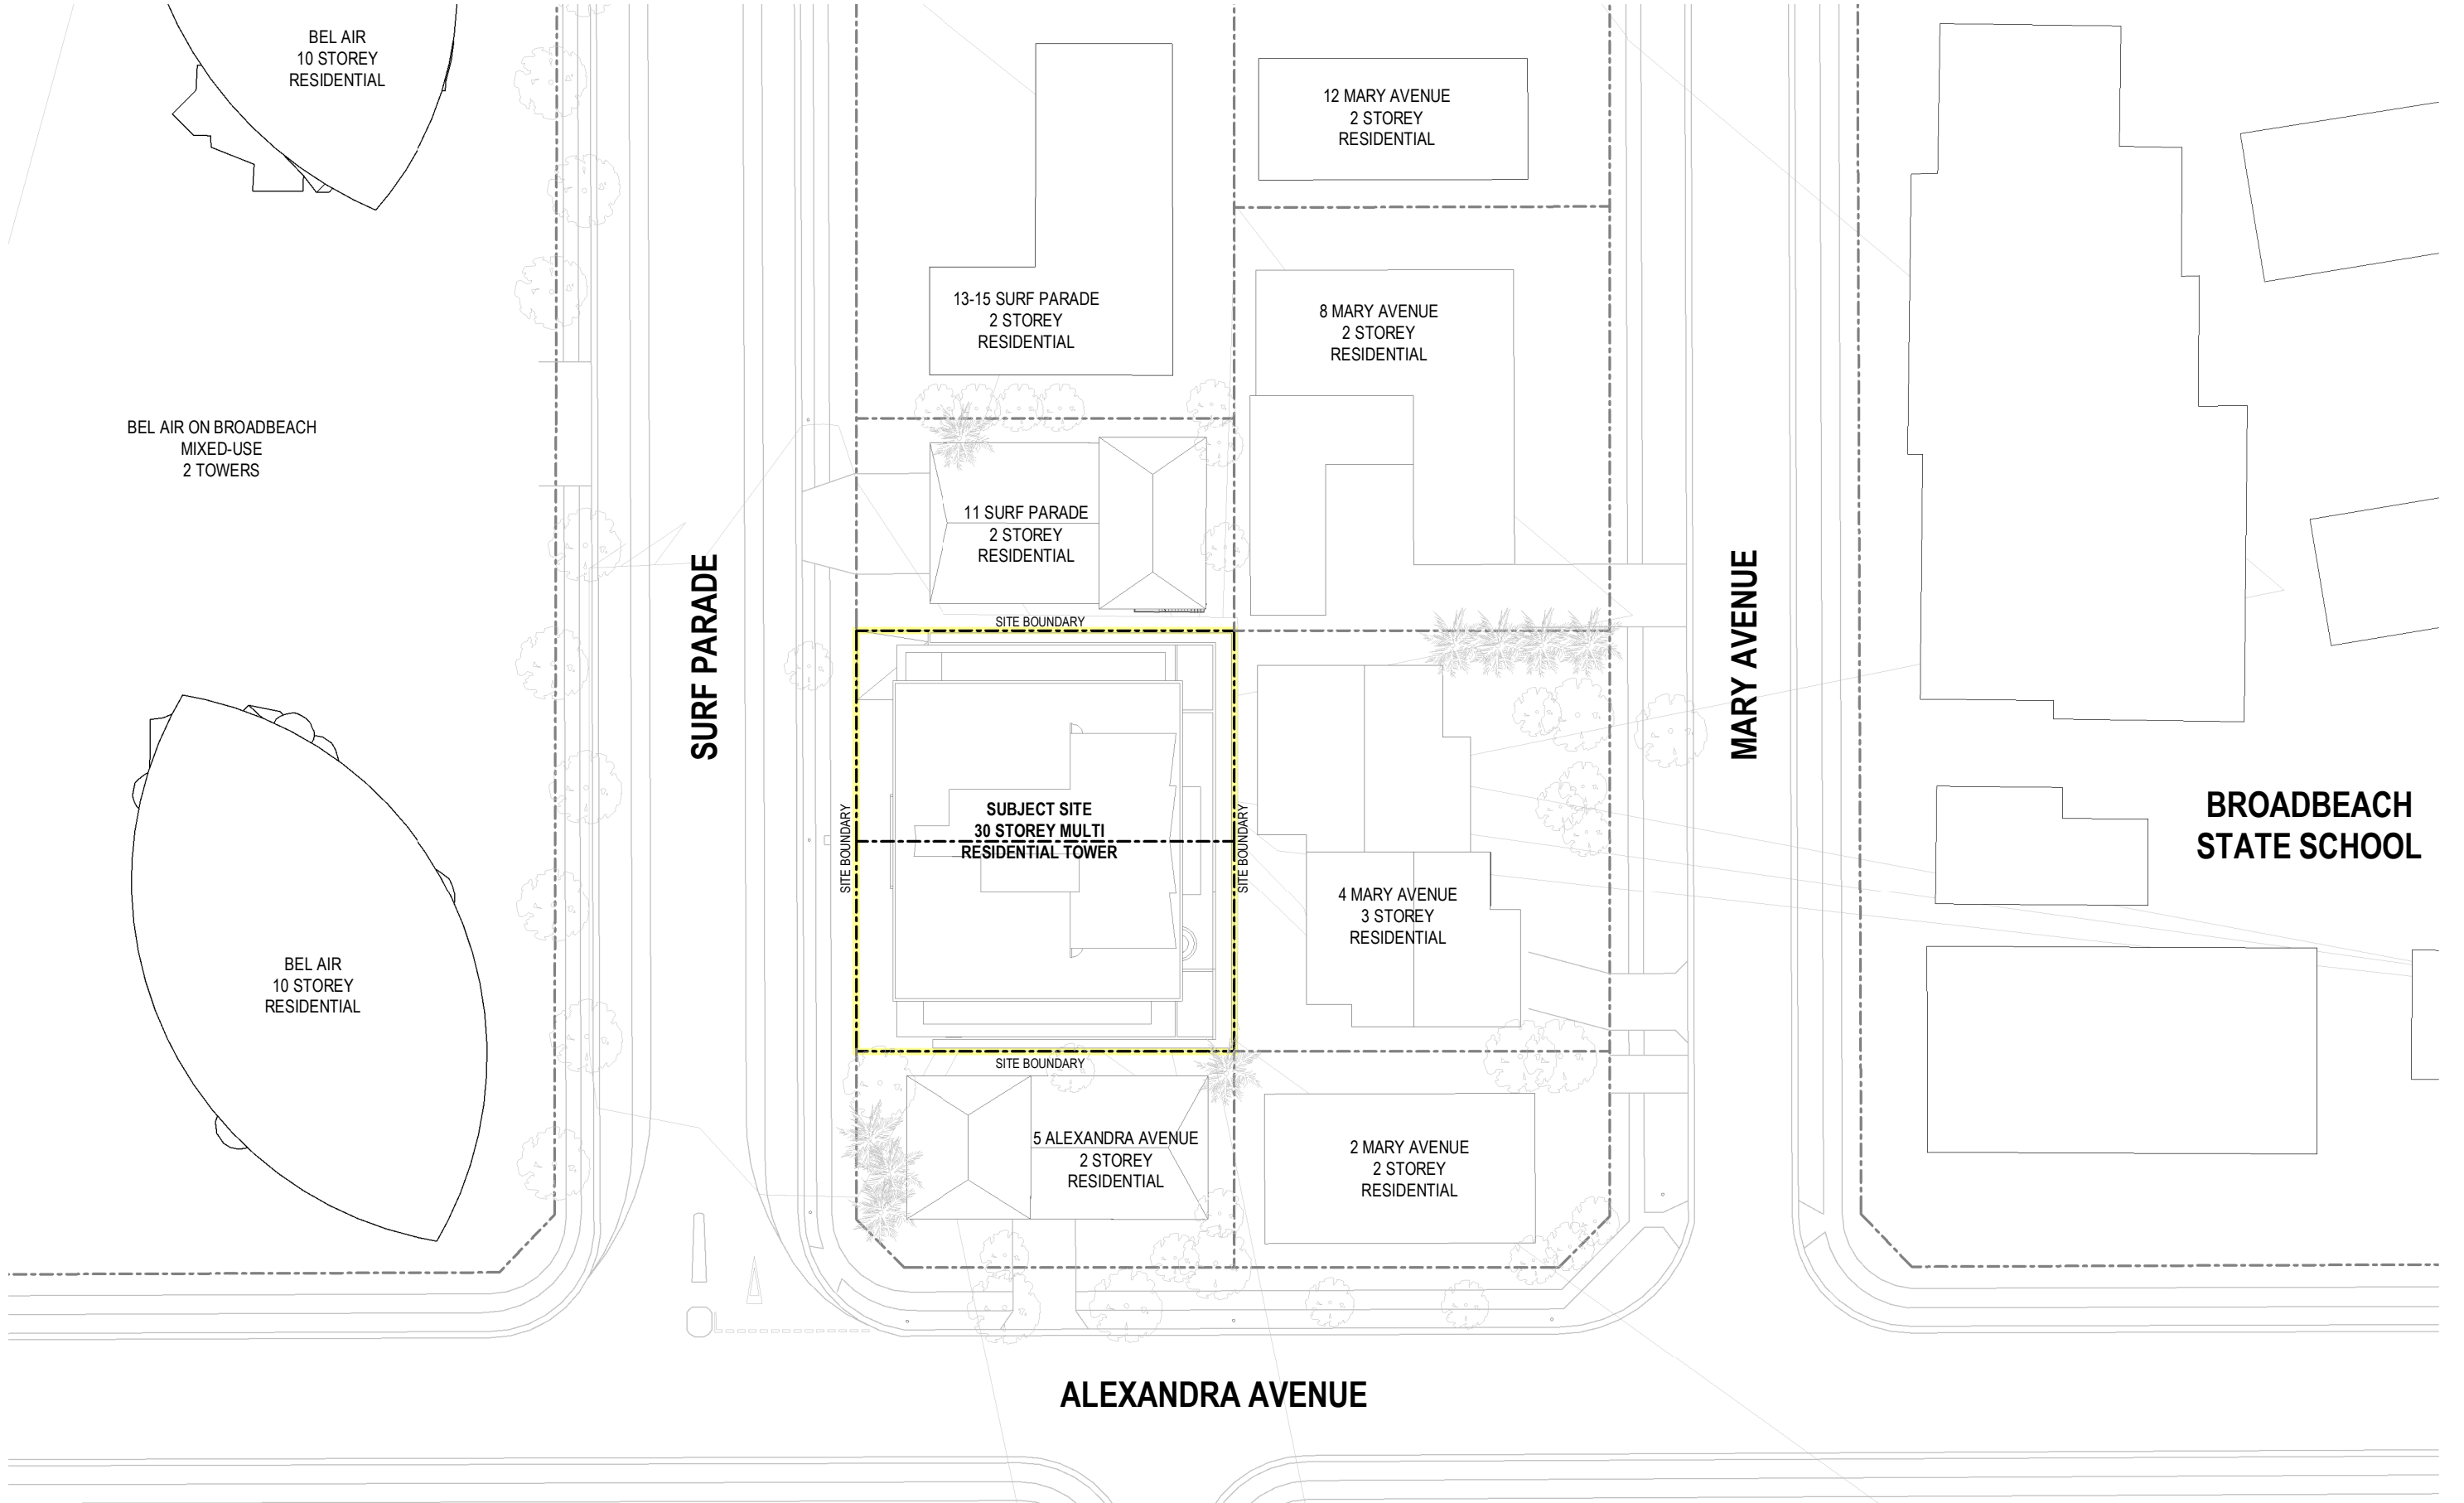 BEL AIR
10 STOREY
RESIDENTIAL
12 MARY AVENUE
2 STOREY
RESIDENTIAL
13-15 SURF PARADE
2 STOREY
RESIDENTIAL
8 MARY AVENUE
2 STOREY
RESIDENTIAL
BEL AIR ON BROADBEACH
MIXED-USE
2 TOWERS
11 SURF PARADE
2 STOREY
RESIDENTIAL
SURF PARADE
MARY AVENUE
SITE BOUNDARY
SITE BOUNDARY
SUBJECT SITE
30 STOREY MULTI
RESIDENTIAL TOWER
SITE BOUNDARY
BROADBEACH
STATE SCHOOL
4 MARY AVENUE
3 STOREY
RESIDENTIAL
BEL AIR
10 STOREY
RESIDENTIAL
SITE BOUNDARY
5 ALEXANDRA AVENUE
2 STOREY
RESIDENTIAL
2 MARY AVENUE
2 STOREY
RESIDENTIAL
ALEXANDRA AVENUE